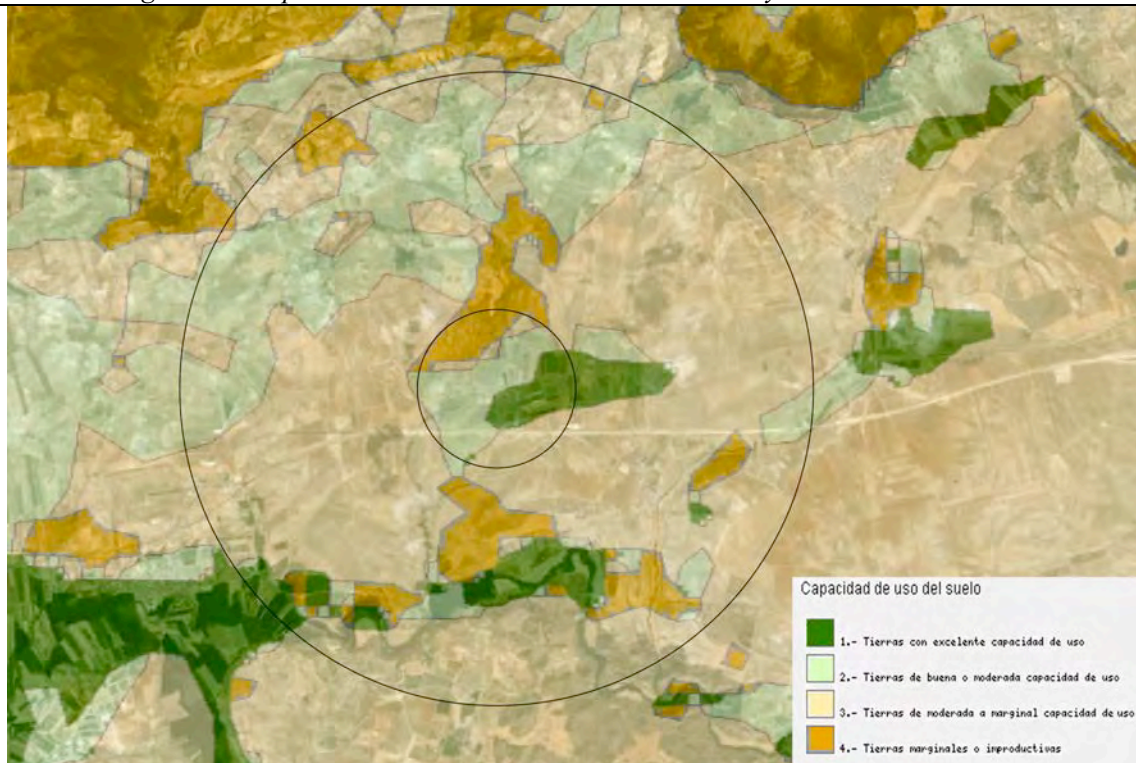 Capacidad de uso del suelo
1.- Tierras con excelente capacidad de uso
2.- Tierras de buena o moderada capacidad de uso
3.- Tierras de moderada a marginal capacidad de uso
4.- Tierras marginales o improductivas